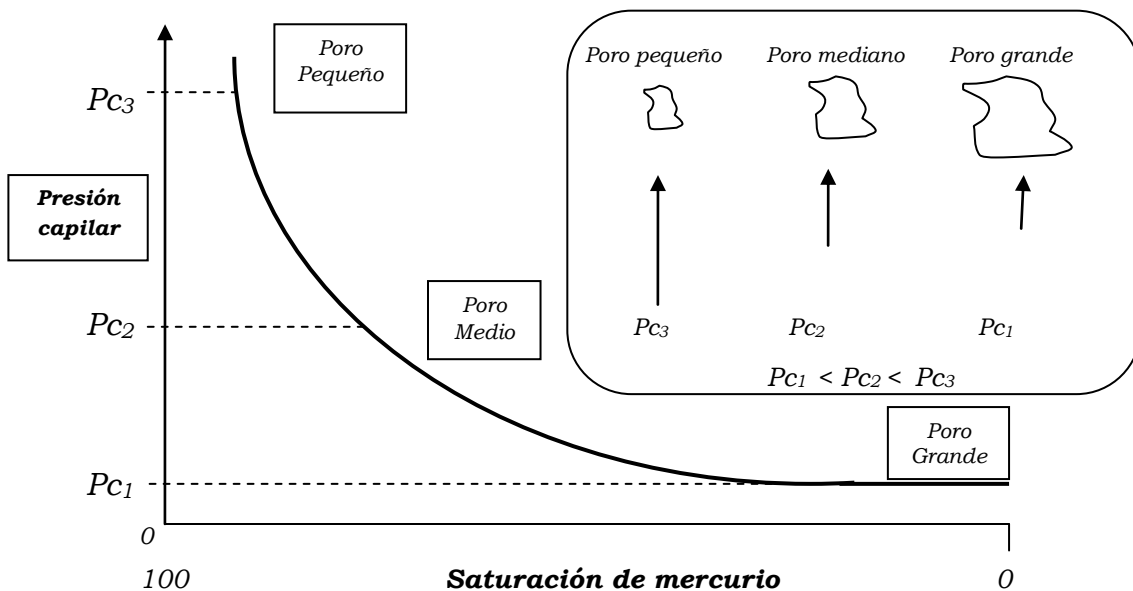 Poro
Pequeño
Poro pequeño
Poro mediano
Poro grande
Pc3
Presión
capilar
Pc2
Poro
Medio
Pc3
Pc2
Pc1
Pc1 < Pc2 < Pc3
Poro
Grande
Pc1
0
100
Saturación de mercurio
0